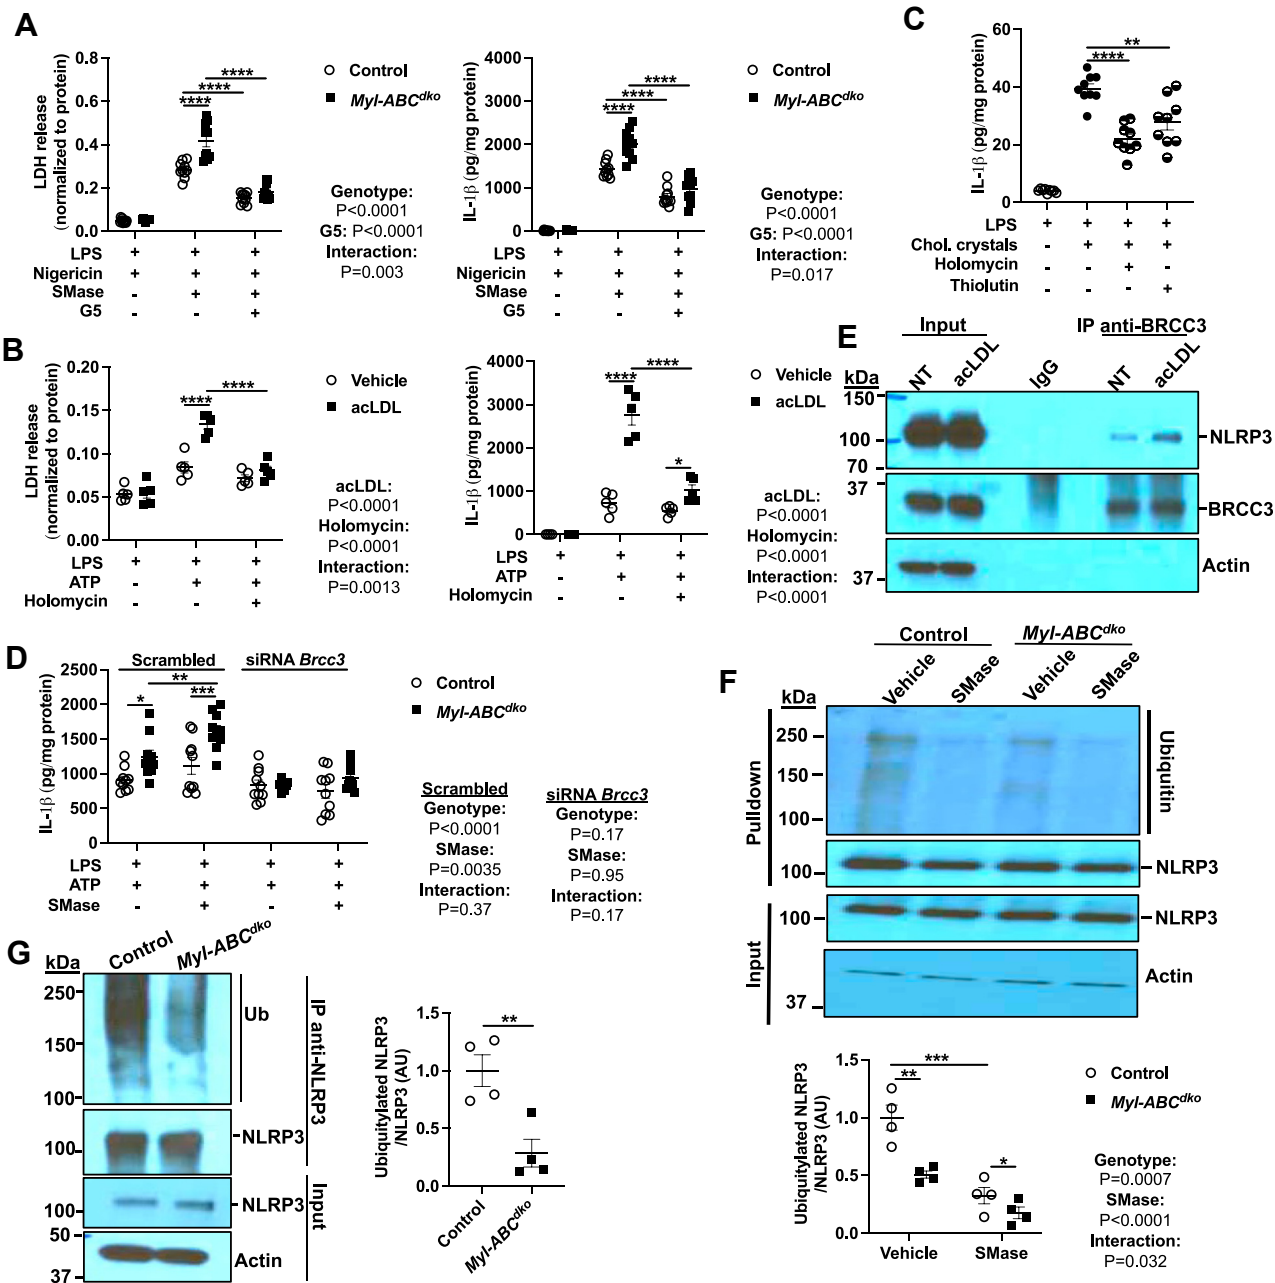 A
LDH release
(normalized to protein)
0.8
0.6
0.4
0.2
0.0
****
****
****
Control
Myl-ABCdko
Genotype:
P<0.0001
G5: P<0.0001
Interaction:
P=0.003
LPS + + +
Nigericin + + +
SMase - + +
G5 - - +
IL-1β (pg/mg protein)
4000
3000
2000
1000
0
****
****
****
Control
Myl-ABCdko
Genotype:
P<0.0001
G5: P<0.0001
Interaction:
P=0.017
LPS + + +
Nigericin + + +
SMase - + +
G5 - - +
C
IL-1β (pg/mg protein)
60
40
20
0
**
****
LPS + + + +
Chol. crystals - + + +
Holomycin - - + -
Thiolutin - - - +
B
LDH release
(normalized to protein)
0.20
0.15
0.10
0.05
0.00
****
****
Vehicle
acLDL
acLDL:
P<0.0001
Holomycin:
P<0.0001
Interaction:
P=0.0013
LPS + + +
ATP - + +
Holomycin - - +
IL-1β (pg/mg protein)
4000
3000
2000
1000
0
****
****
*
Vehicle
acLDL
acLDL:
P<0.0001
Holomycin:
P<0.0001
Interaction:
P<0.0001
LPS + + +
ATP - + +
Holomycin - - +
E
Input
IP anti-BRCC3
kDa
NT
acLDL
IgG
NT
acLDL
150
100
70
NLRP3
37
BRCC3
37
Actin
D
Scrambled
siRNA Brcc3
IL-1β (pg/mg protein)
2500
2000
1500
1000
500
0
*
**
***
Control
Myl-ABCdko
Scrambled
Genotype:
P<0.0001
SMase:
P=0.0035
Interaction:
P=0.37
siRNA Brcc3
Genotype:
P=0.17
SMase:
P=0.95
Interaction:
P=0.17
LPS + + + +
ATP + + + +
SMase - + - +
F
Control
Myl-ABCdko
kDa
Vehicle
SMase
Vehicle
SMase
Pulldown
250
150
100
Ubiquitin
100
NLRP3
Input
100
NLRP3
37
Actin
Ubiquitylated NLRP3
/NLRP3 (AU)
1.5
1.0
0.5
0.0
***
**
*
Vehicle
SMase
Control
Myl-ABCdko
Genotype:
P=0.0007
SMase:
P<0.0001
Interaction:
P=0.032
G
kDa
Control
Myl-ABCdko
250
150
100
Ub
IP anti-NLRP3
100
NLRP3
Input
100
NLRP3
50
37
Actin
Ubiquitylated NLRP3
/NLRP3 (AU)
1.5
1.0
0.5
0.0
**
Control
Myl-ABCdko